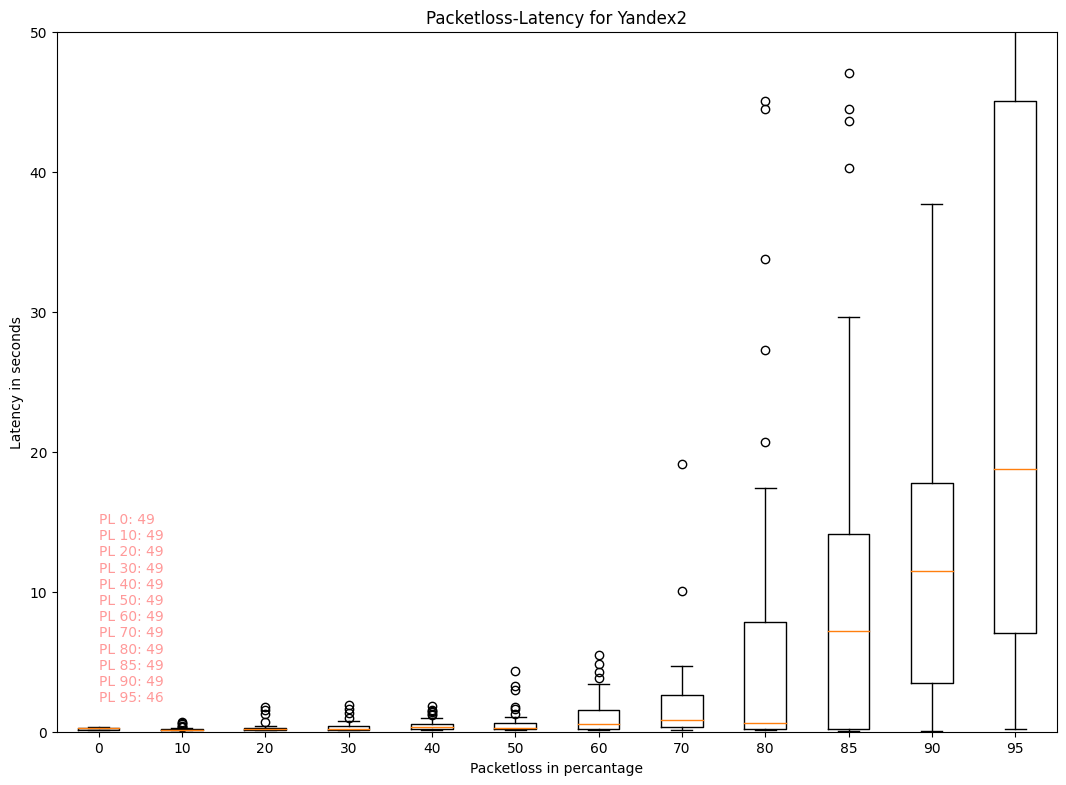 Packetloss-Latency for Yandex2
50
40
30
20
10
0
Latency in seconds
PL 0: 49
PL 10: 49
PL 20: 49
PL 30: 49
PL 40: 49
PL 50: 49
PL 60: 49
PL 70: 49
PL 80: 49
PL 85: 49
PL 90: 49
PL 95: 46
0 10 20 30 40 50 60 70 80 85 90 95
Packetloss in percantage